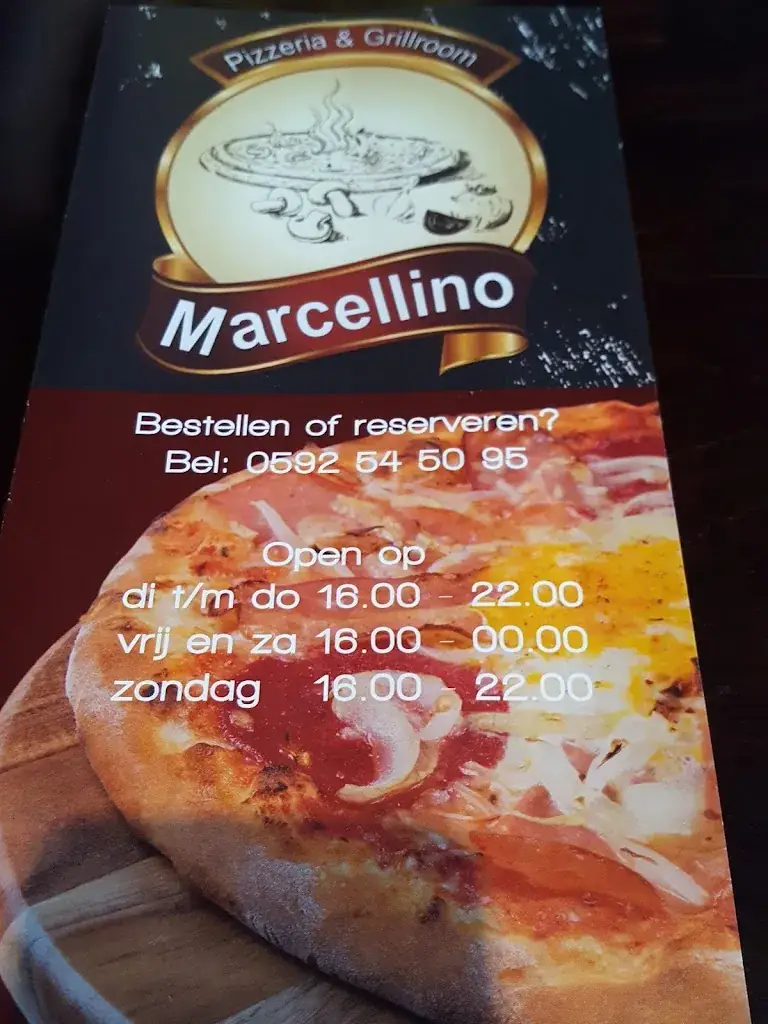 Pizzeria & Grillroom
Marcellino
Bestellen of reserveren?
Bel: 0592 54 50 95
Open op
di t/m do 16.00 - 22.00
vrij en za 16.00 - 00.00
zondag 16.00 - 22.00